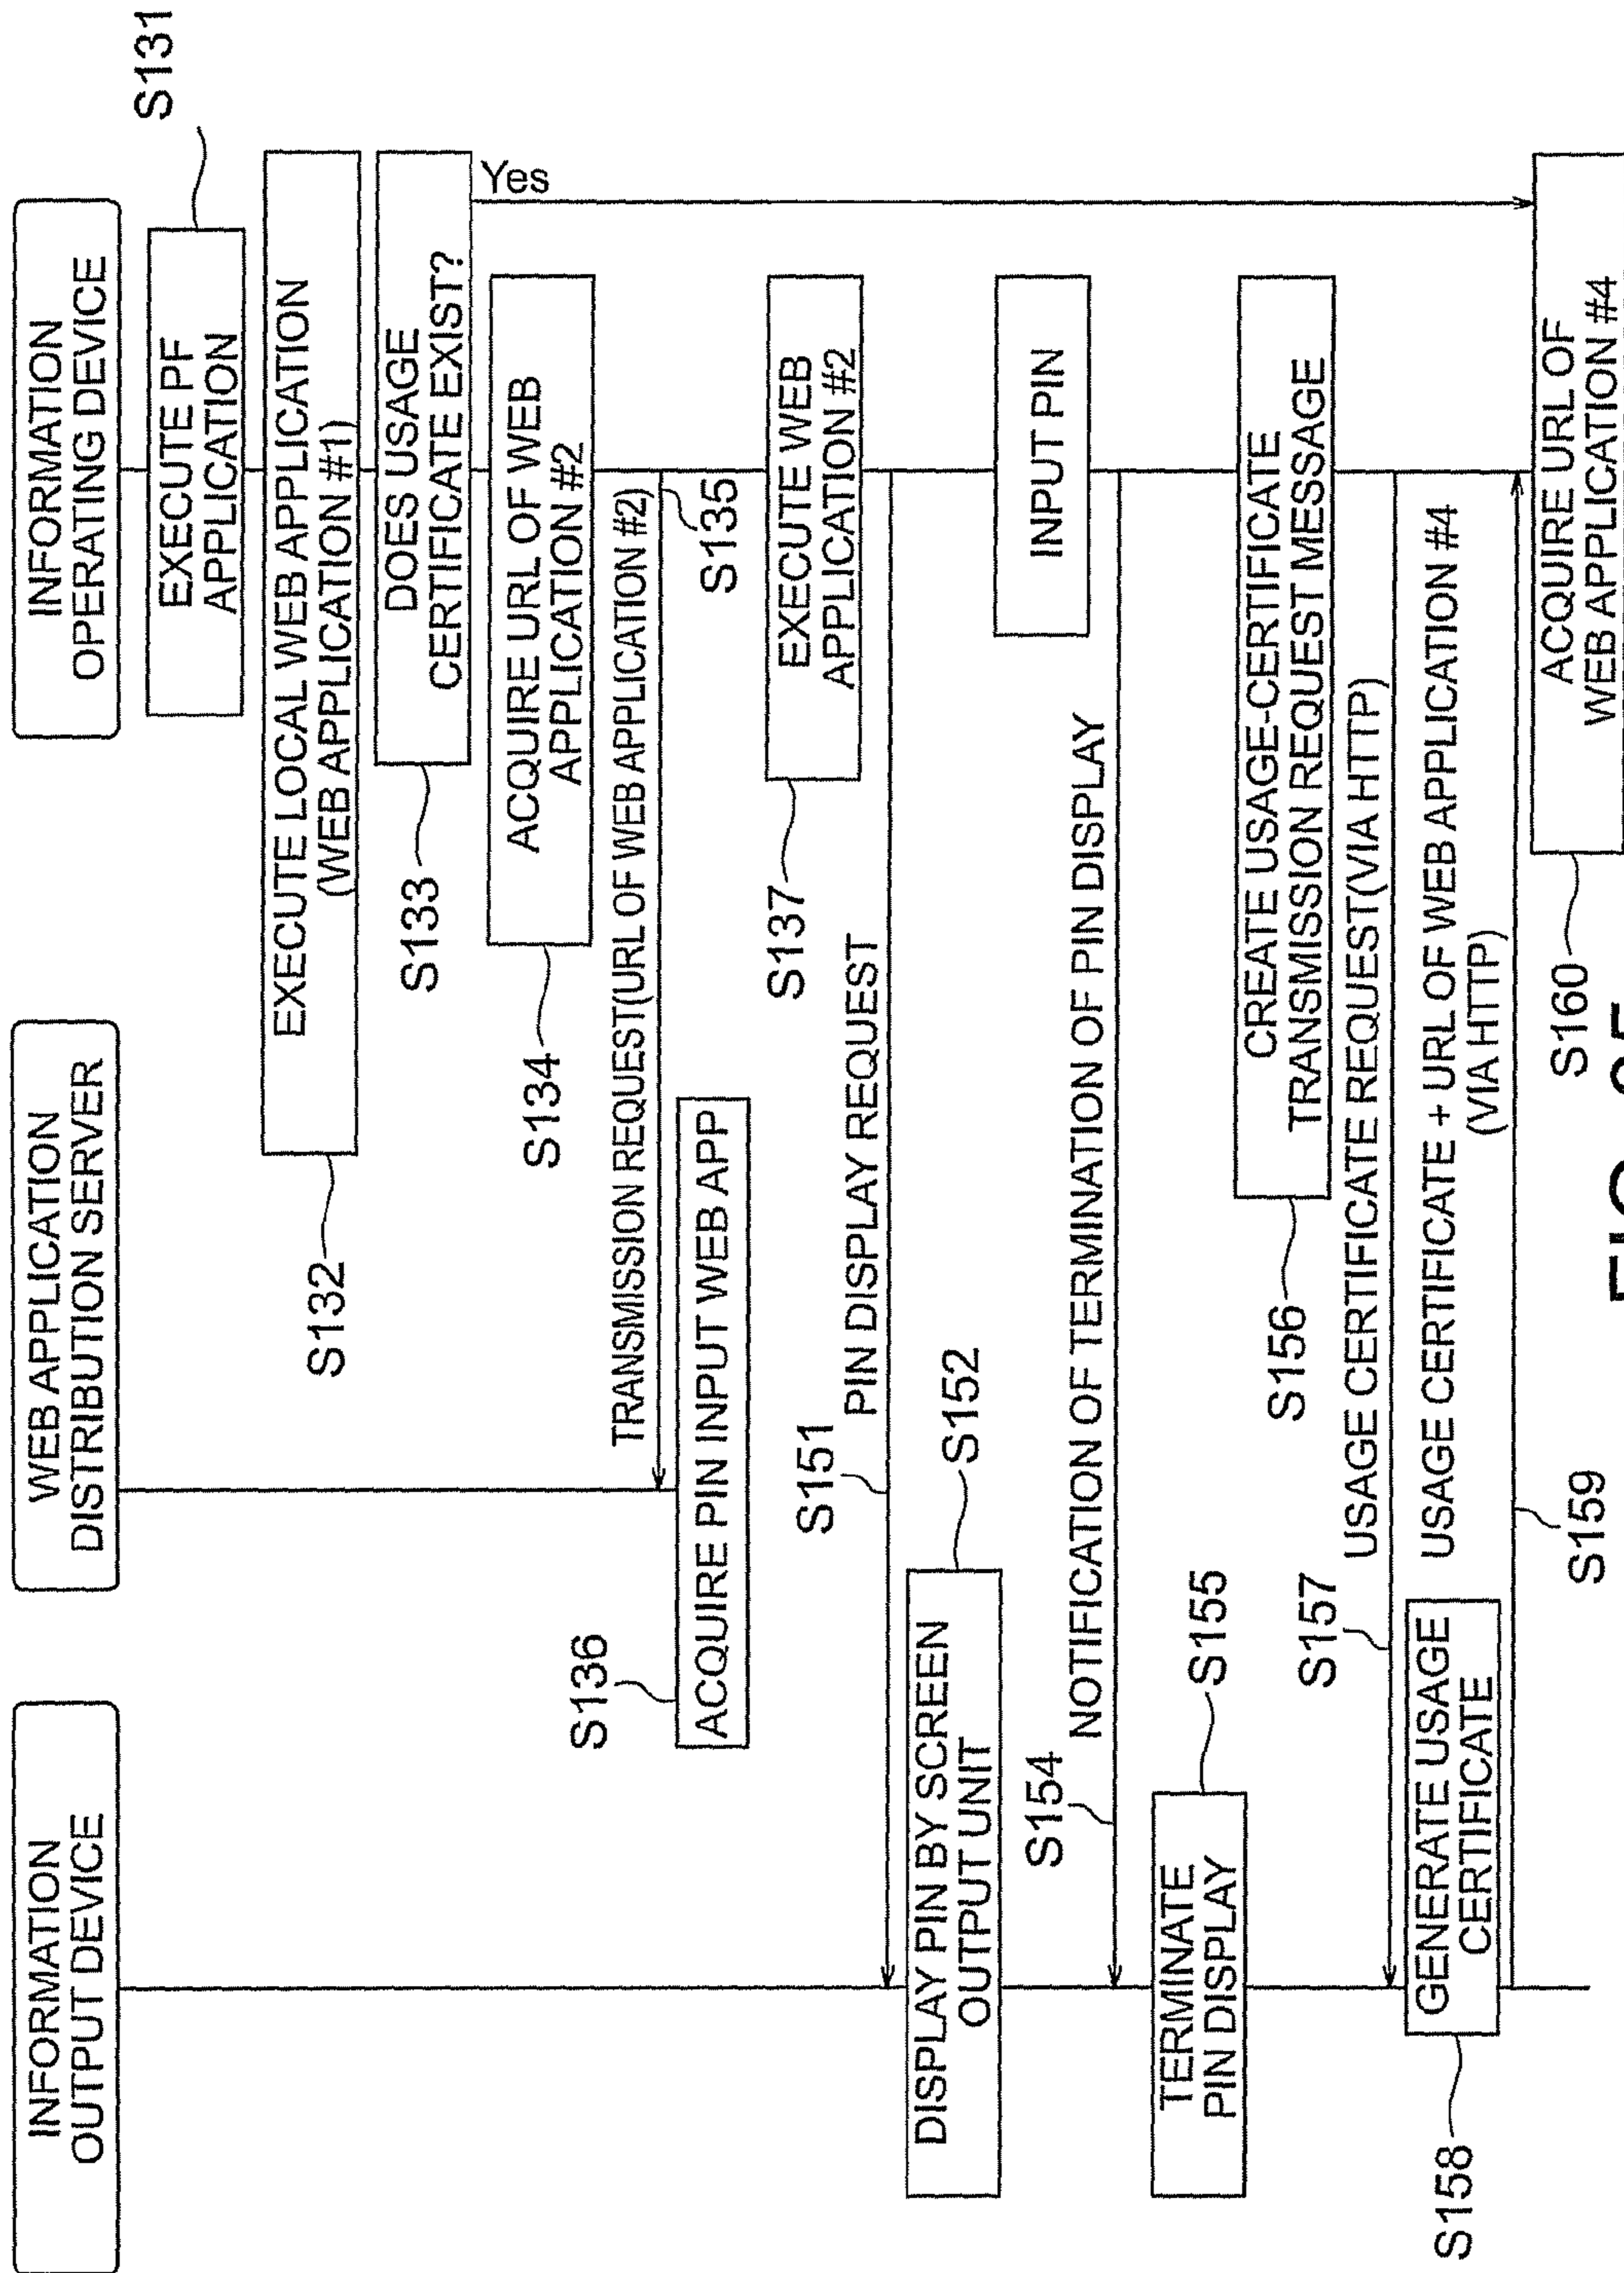 INFORMATION
OUTPUT DEVICE
WEB APPLICATION
DISTRIBUTION SERVER
INFORMATION
OPERATING DEVICE
S131
EXECUTE PF
APPLICATION
EXECUTE LOCAL WEB APPLICATION
(WEB APPLICATION #1)
S132
DOES USAGE
CERTIFICATE EXIST?
Yes
S133
ACQUIRE URL OF WEB
APPLICATION #2
S134
TRANSMISSION REQUEST(URL OF WEB APPLICATION #2)
S135
S136
ACQUIRE PIN INPUT WEB APP
EXECUTE WEB
APPLICATION #2
S137
S151
PIN DISPLAY REQUEST
DISPLAY PIN BY SCREEN
OUTPUT UNIT
S152
INPUT PIN
S154
NOTIFICATION OF TERMINATION OF PIN DISPLAY
TERMINATE
PIN DISPLAY
S155
CREATE USAGE-CERTIFICATE
TRANSMISSION REQUEST MESSAGE
S156
S157
USAGE CERTIFICATE REQUEST(VIA HTTP)
GENERATE USAGE
CERTIFICATE
S158
USAGE CERTIFICATE + URL OF WEB APPLICATION #4
(VIA HTTP)
S159
ACQUIRE URL OF
WEB APPLICATION #4
S160